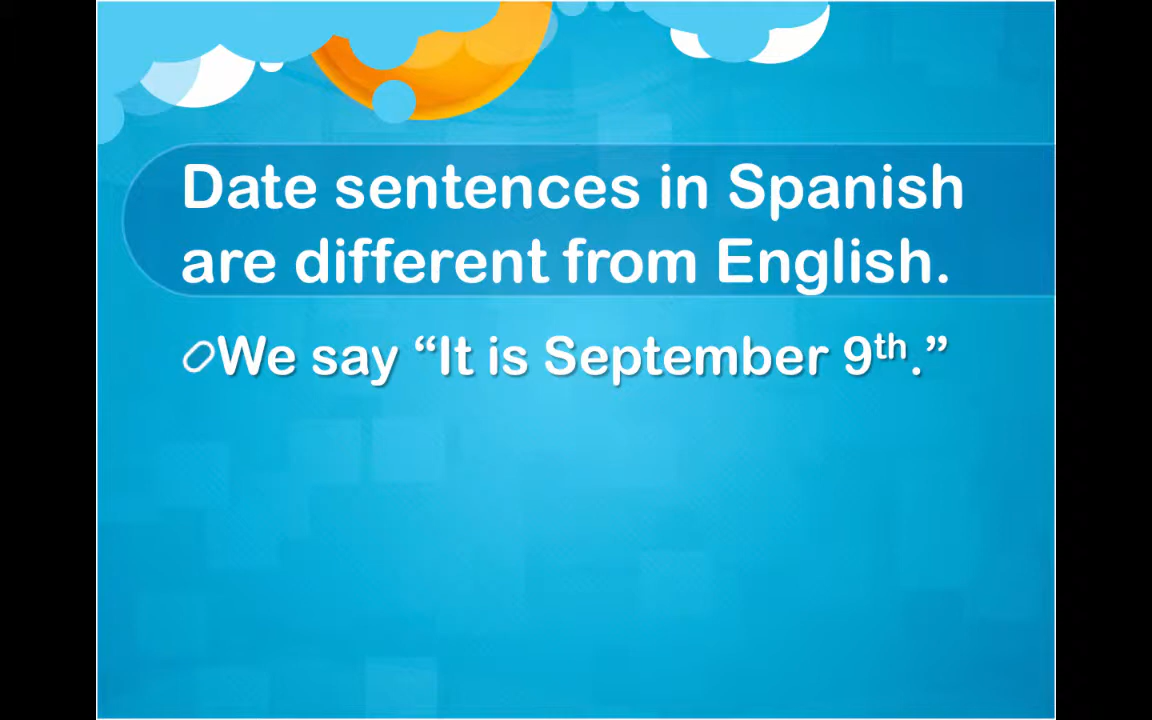 Date sentences in Spanish
are different from English.
We say “It is September 9th.”